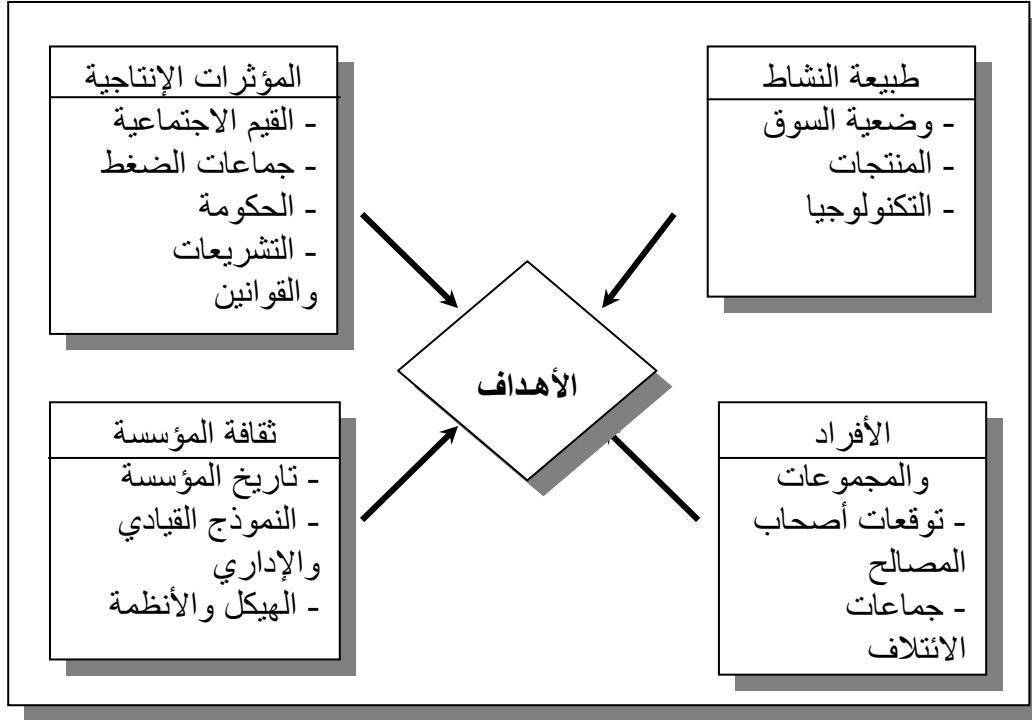 طبيعة النشاط
- وضعية السوق
- المنتجات
- التكنولوجيا
المؤثرات الإنتاجية
- القيم الاجتماعية
- جماعات الضغط
- الحكومة
- التشريعات
والقوانين
الأهداف
الأفراد
والمجموعات
- توقعات أصحاب
المصالح
- جماعات
الائتلاف
ثقافة المؤسسة
- تاريخ المؤسسة
- النموذج القيادي
والإداري
- الهيكل والأنظمة